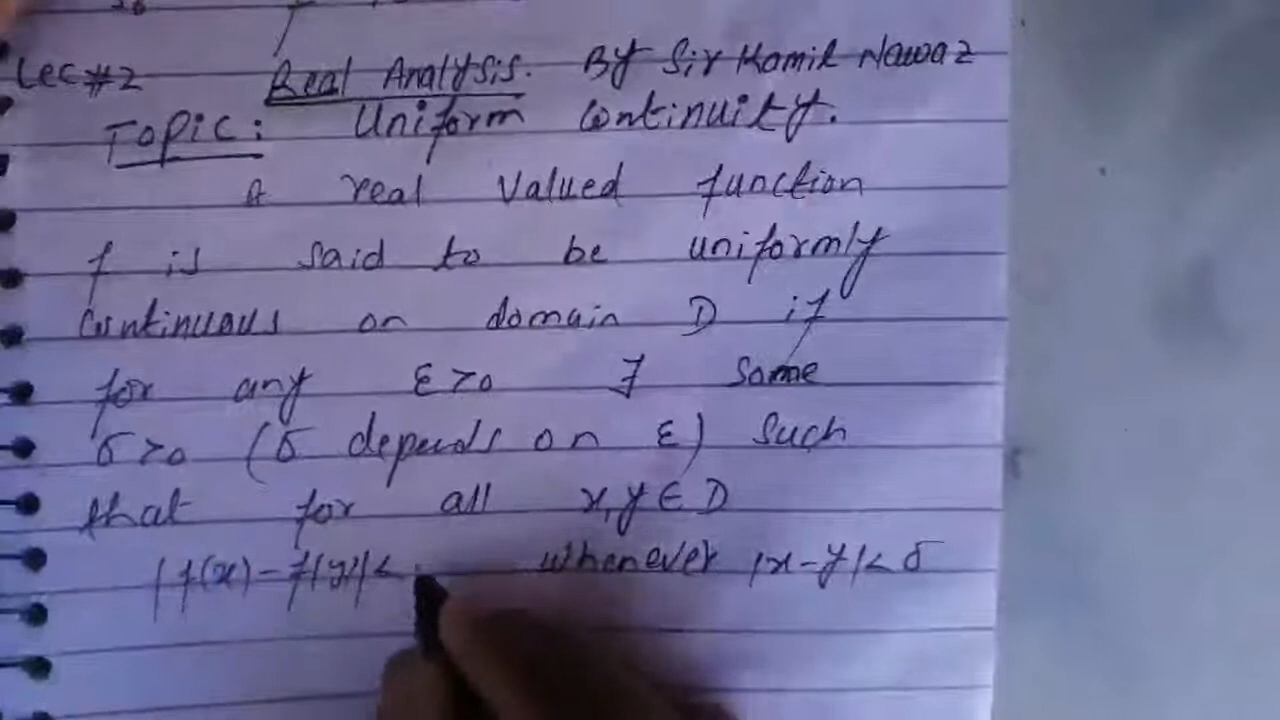 Lec#2 Real Analysis. By Sir Kamil Nawaz
Topic: Uniform Continuity.
A real valued function
f is said to be uniformly
Continuous on domain D if
for any ε>0 ∃ some
δ>0 (δ depends on ε) such
that for all x,y∈D
|f(x)-f(y)|< whenever |x-y|<δ